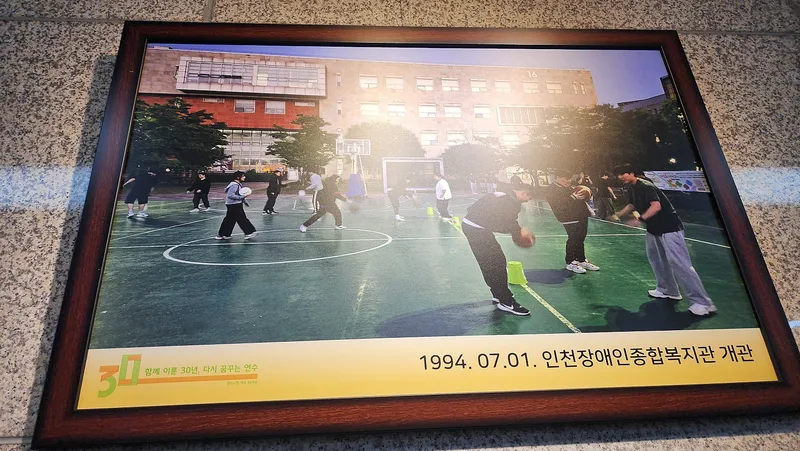 16
30 함께 이룬 30년, 다시 꿈꾸는 연수
1994. 07.01. 인천장애인종합복지관 개관